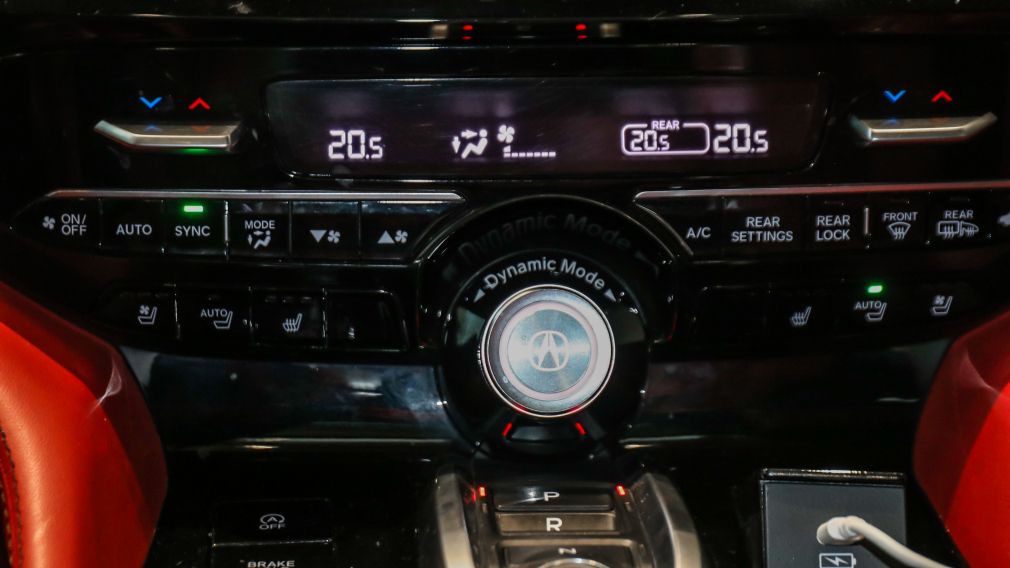 20.5
REAR
20.5
20.5
ON/
OFF
AUTO
SYNC
MODE
A/C
REAR
SETTINGS
REAR
LOCK
FRONT
REAR
Dynamic Mode
Dynamic Mode
AUTO
AUTO
P
R
N
OFF
BRAKE